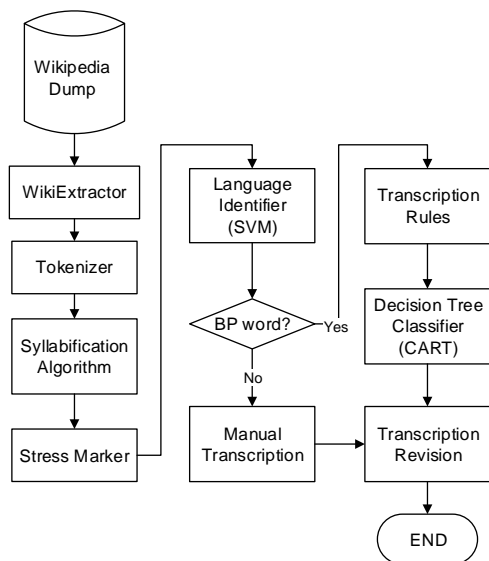 Wikipedia
Dump
WikiExtractor
Tokenizer
Syllabification
Algorithm
Stress Marker
Language
Identifier
(SVM)
BP word?
Yes
No
Manual
Transcription
Transcription
Rules
Decision Tree
Classifier
(CART)
Transcription
Revision
END